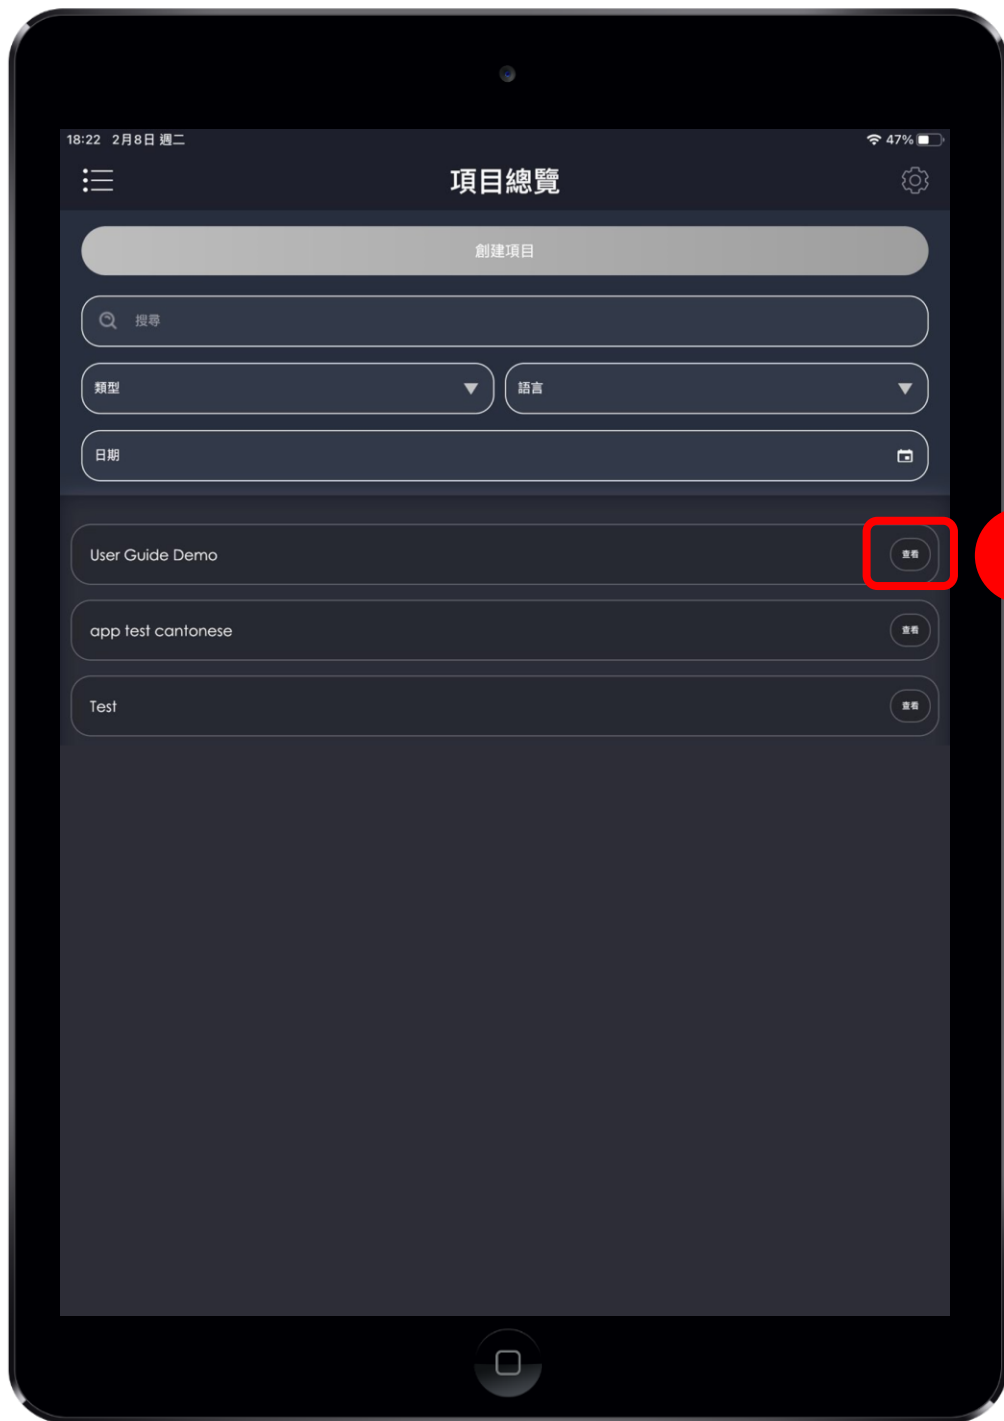 18:22 2月8日 週二
47%
項目總覽
創建項目
搜尋
類型
語言
日期
User Guide Demo
查看
app test cantonese
查看
Test
查看